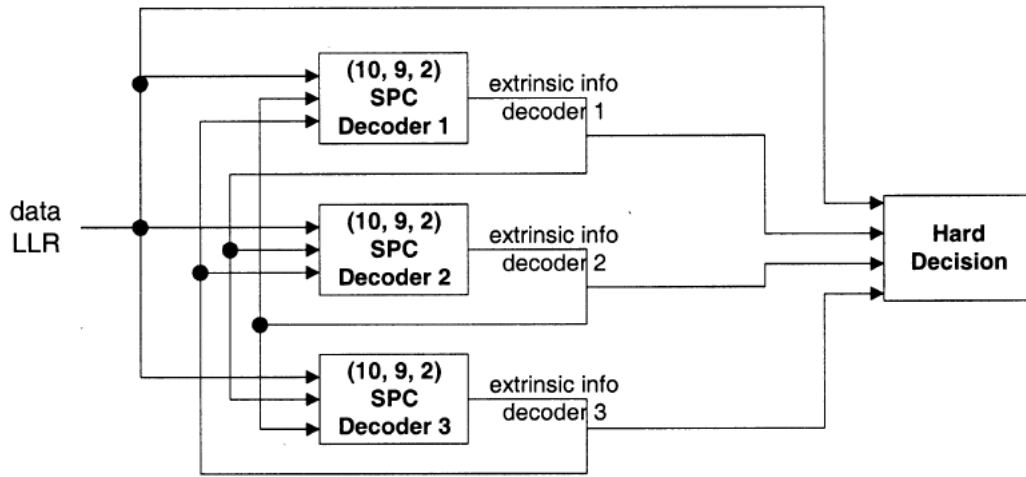 (10, 9, 2)
SPC
Decoder 1
extrinsic info
decoder 1
data
LLR
(10, 9, 2)
SPC
Decoder 2
extrinsic info
decoder 2
Hard
Decision
(10, 9, 2)
SPC
Decoder 3
extrinsic info
decoder 3